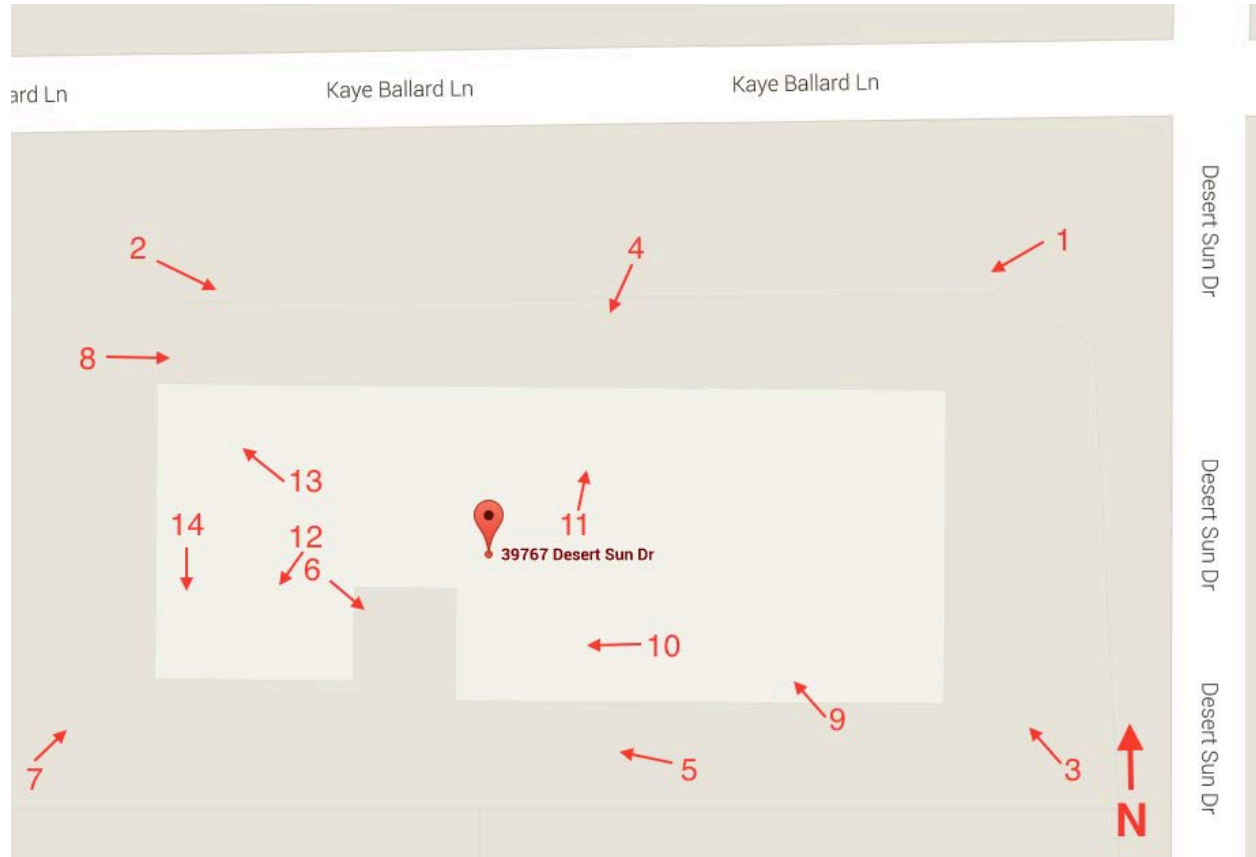 ard Ln
Kaye Ballard Ln
Kaye Ballard Ln
Desert Sun Dr
2
4
1
8
13
14
12
11
6
39767 Desert Sun Dr
Desert Sun Dr
10
9
7
5
3
Desert Sun Dr
N